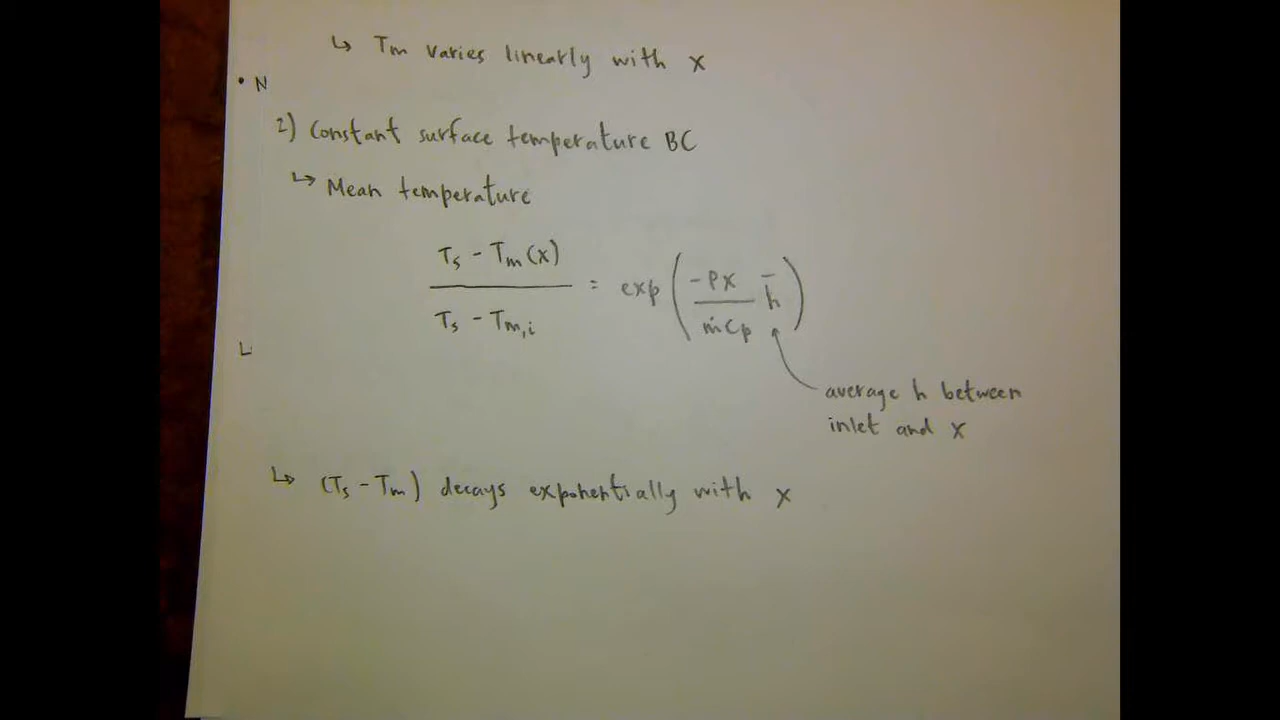 ↳ Tm varies linearly with x
• N
2) Constant surface temperature BC
↳ Mean temperature
(Ts - Tm(x)) / (Ts - Tm,i) = exp(-Px/ṁCp h̄)
L
average h between
inlet and x
↳ (Ts - Tm) decays exponentially with x